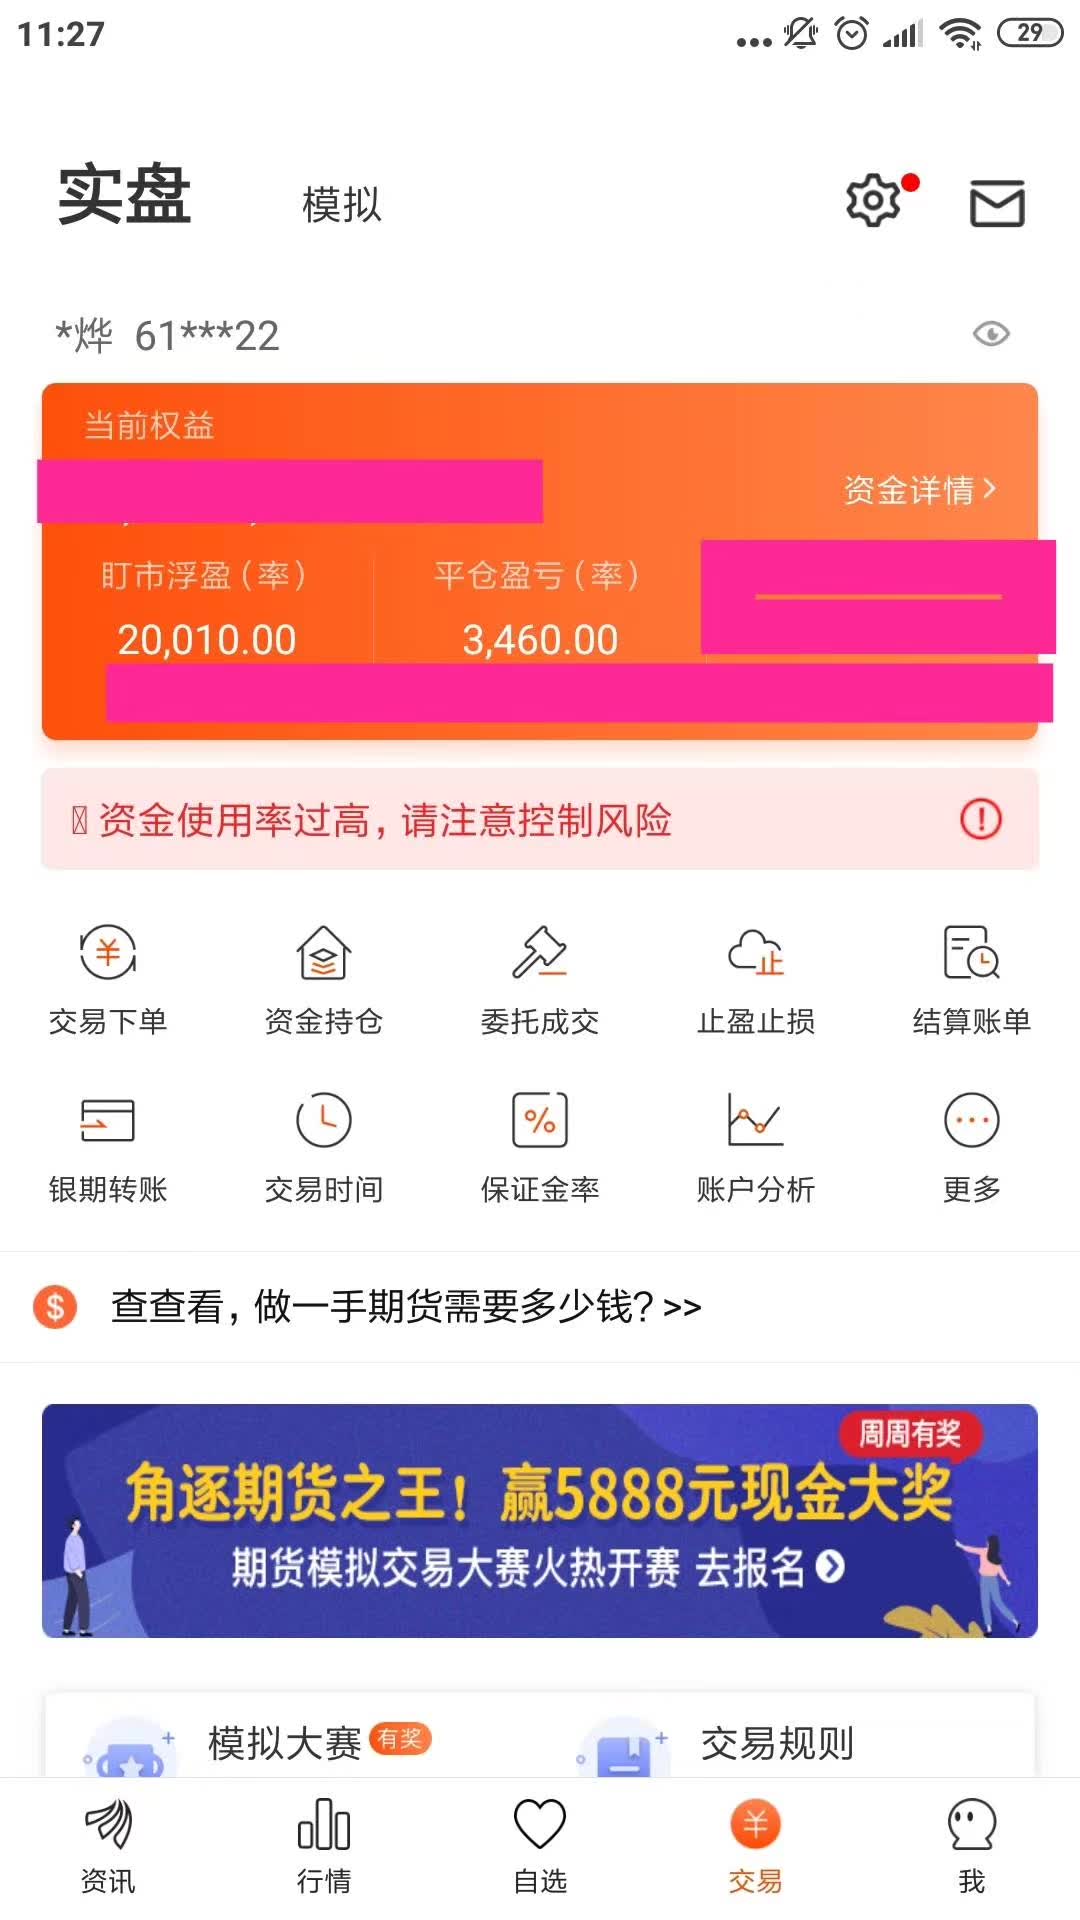 11:27
29
实盘 模拟
*烨 61***22
当前权益
资金详情
盯市浮盈(率) 平仓盈亏(率)
20,010.00 3,460.00
资金使用率过高,请注意控制风险
交易下单 资金持仓 委托成交 止盈止损 结算账单
银期转账 交易时间 保证金率 账户分析 更多
查查看,做一手期货需要多少钱? >>
周周有奖
角逐期货之王! 赢5888元现金大奖
期货模拟交易大赛火热开赛 去报名
模拟大赛 有奖 交易规则
资讯 行情 自选 交易 我